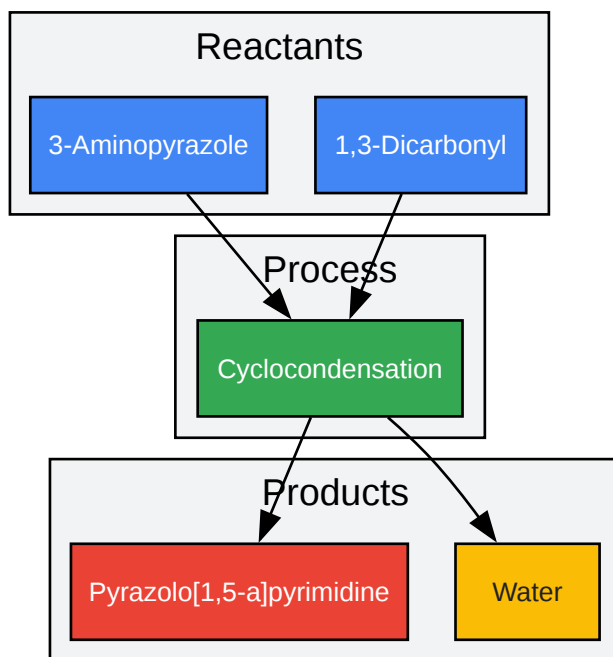 Reactants
3-Aminopyrazole
1,3-Dicarbonyl
Process
Cyclocondensation
Products
Pyrazolo[1,5-a]pyrimidine
Water